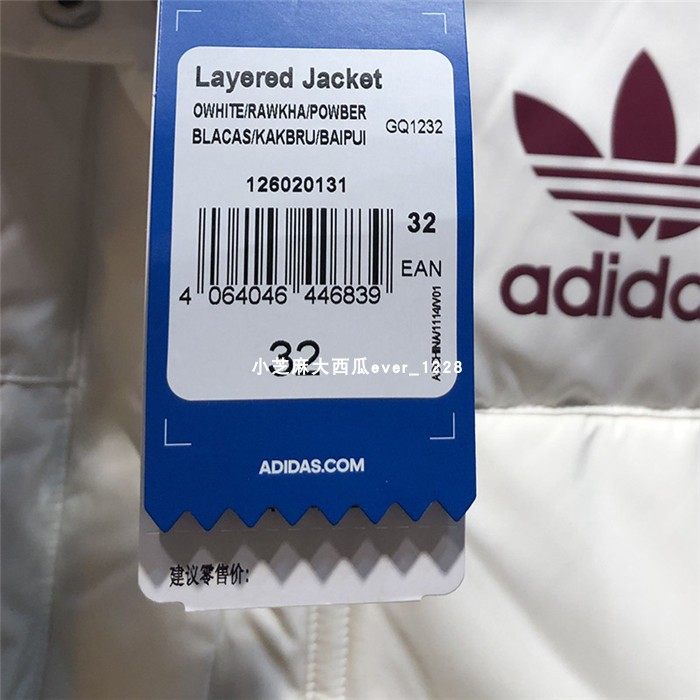 Layered Jacket
OWHITE/RAWKHA/POWBER
BLACAS/KAKBRU/BAIPUI
GQ1232
126020131
32
EAN
4 064046 446839
32
小芝麻大西瓜ever_1228
ADIDAS.COM
建议零售价:
adidas